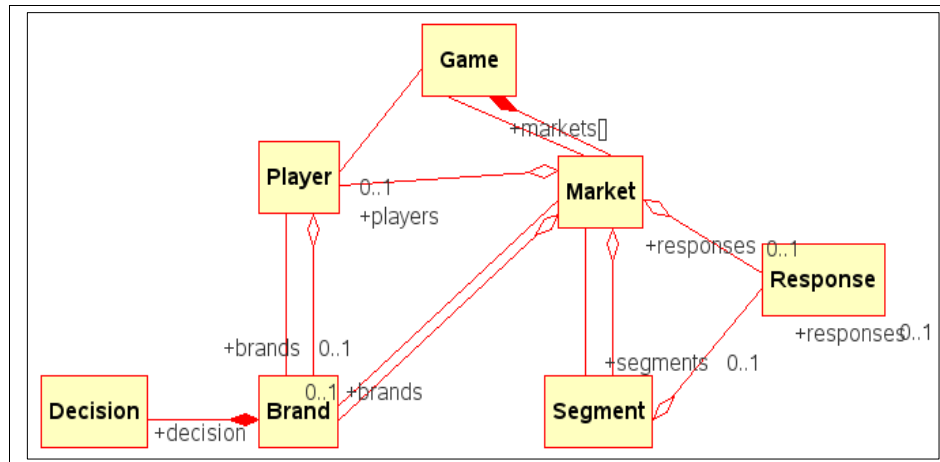 Game
+markets[]
Player
Market
0..1
+players
+responses 0..1
Response
+responses 0..1
+brands 0..1
+segments 0..1
0..1 +brands
Decision
Brand
Segment
+decision